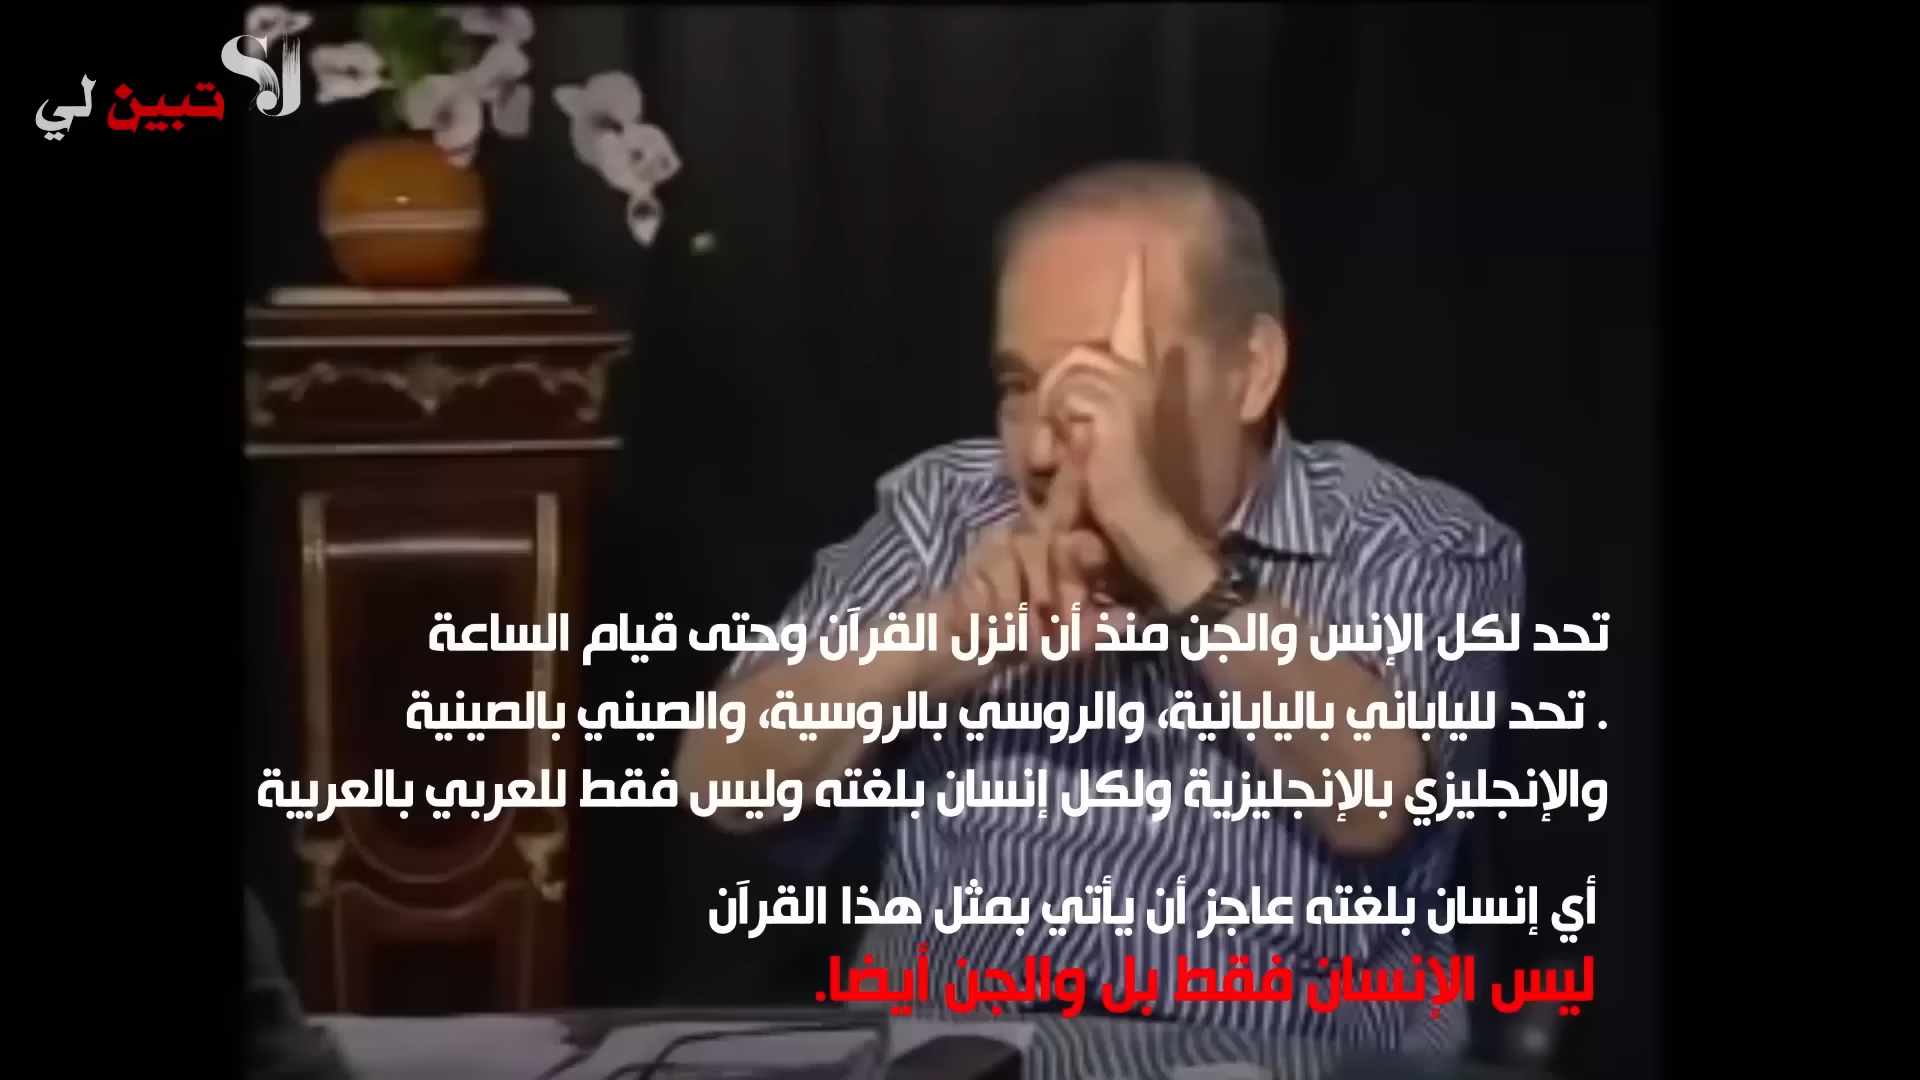 تبين لي
تحد لكل الإنس والجن منذ أن أنزل القرآن وحتى قيام الساعة
. تحد للياباني باليابانية، والروسي بالروسية، والصيني بالصينية
والإنجليزي بالإنجليزية ولكل إنسان بلغته وليس فقط للعربي بالعربية
أي إنسان بلغته عاجز أن يأتي بمثل هذا القرآن
ليس الإنسان فقط بل والجن أيضا.